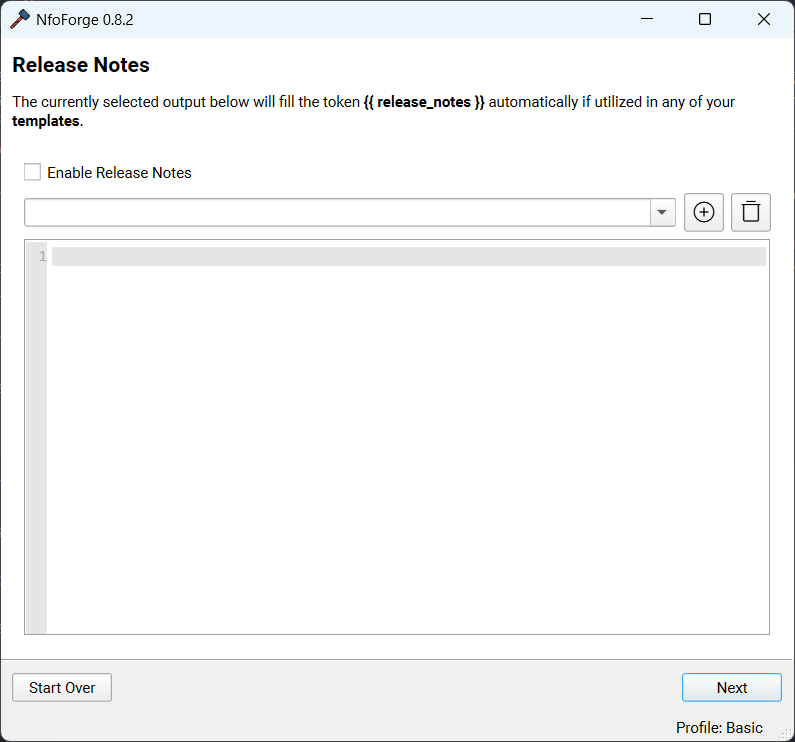 NfoForge 0.8.2
Release Notes
The currently selected output below will fill the token {{ release_notes }} automatically if utilized in any of your
templates.
Enable Release Notes
1
Start Over
Next
Profile: Basic